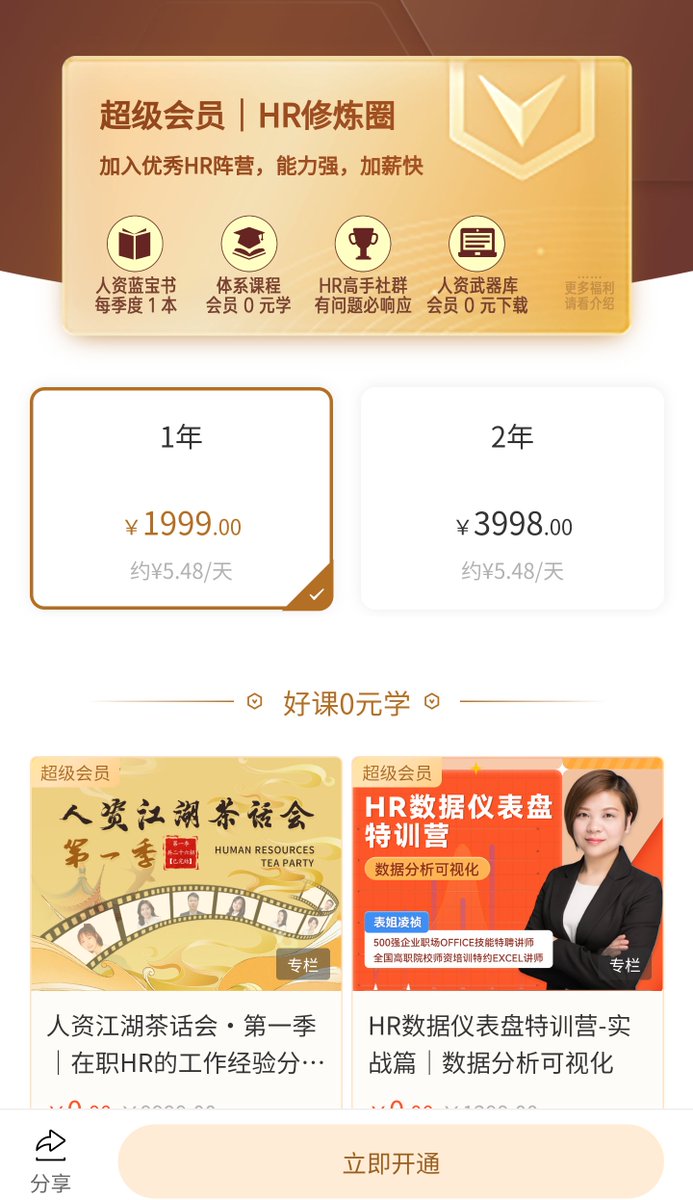 超级会员｜HR修炼圈
加入优秀HR阵营，能力强，加薪快
人资蓝宝书
每季度 1 本
体系课程
会员 0 元学
HR高手社群
有问题必响应
人资武器库
会员 0 元下载
······
更多福利
请看介绍
1年
￥1999.00
约¥5.48/天
2年
￥3998.00
约¥5.48/天
好课0元学
超级会员
人资江湖茶话会
第一季
第一季
共二十六期
【已完结】
HUMAN RESOURCES
TEA PARTY
专栏
人资江湖茶话会·第一季
｜在职HR的工作经验分···
超级会员
HR数据仪表盘
特训营
数据分析可视化
表姐凌祯
500强企业职场OFFICE技能特聘讲师
全国高职院校师资培训特约EXCEL讲师
专栏
HR数据仪表盘特训营-实
战篇｜数据分析可视化
分享
立即开通